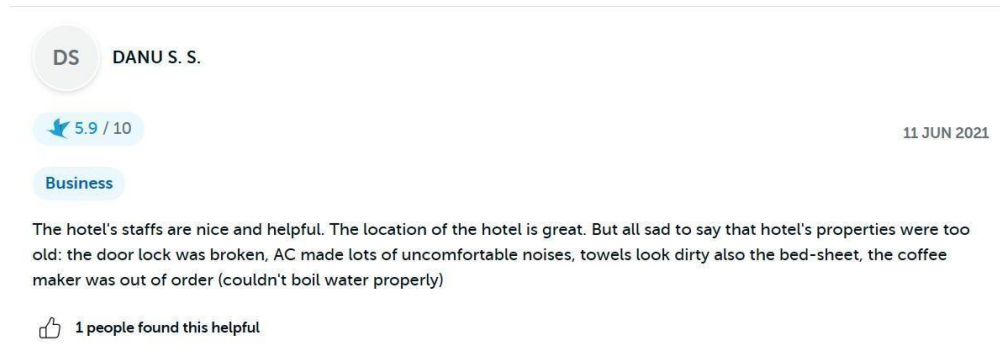 DS
DANU S. S.
5.9 / 10
11 JUN 2021
Business
The hotel's staffs are nice and helpful. The location of the hotel is great. But all sad to say that hotel's properties were too
old: the door lock was broken, AC made lots of uncomfortable noises, towels look dirty also the bed-sheet, the coffee
maker was out of order (couldn't boil water properly)
1 people found this helpful